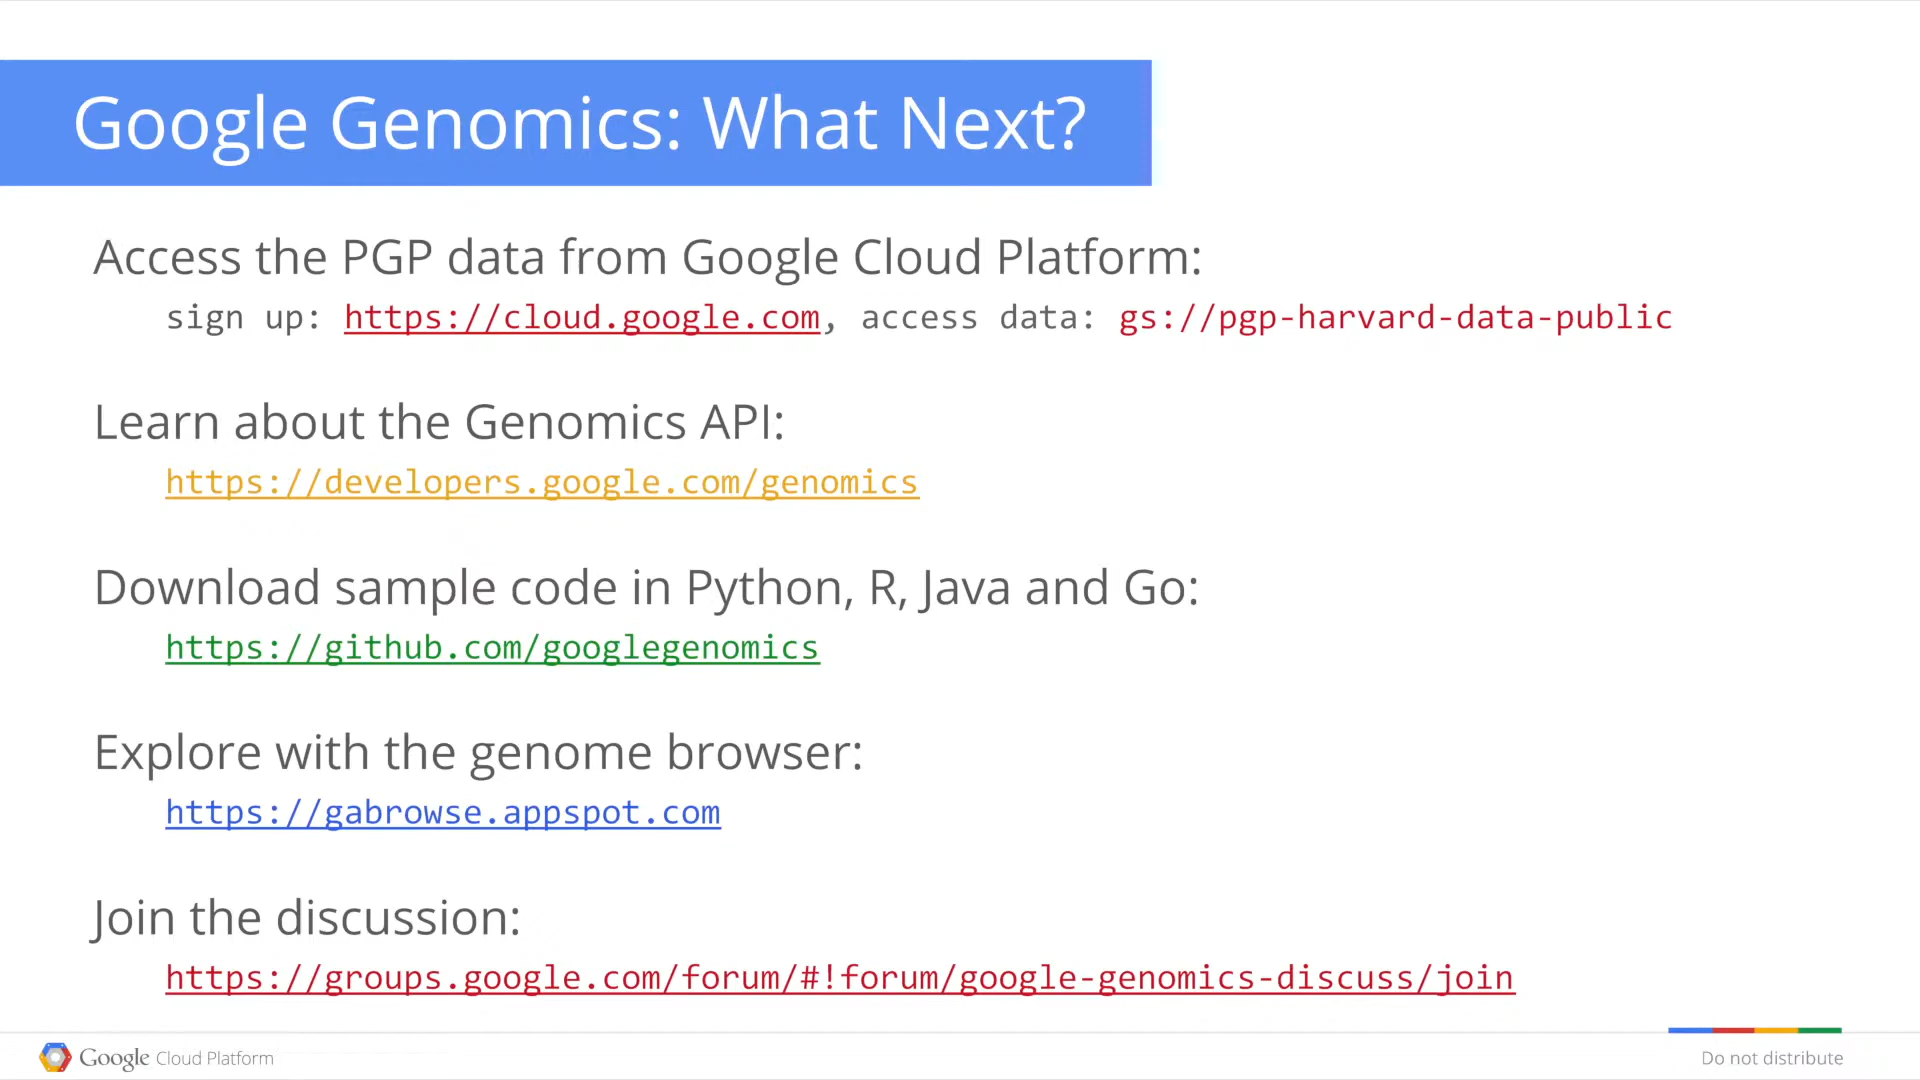 Google Genomics: What Next?
Access the PGP data from Google Cloud Platform:
sign up: https://cloud.google.com, access data: gs://pgp-harvard-data-public
Learn about the Genomics API:
https://developers.google.com/genomics
Download sample code in Python, R, Java and Go:
https://github.com/googlegenomics
Explore with the genome browser:
https://gabrowse.appspot.com
Join the discussion:
https://groups.google.com/forum/#!forum/google-genomics-discuss/join
Google Cloud Platform
Do not distribute